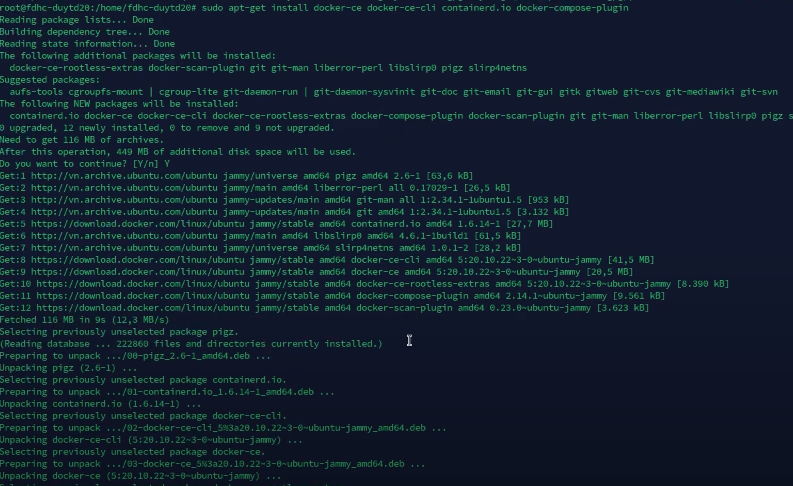 root@fdhc-duytd20:/home/fdhc-duytd20# sudo apt-get install docker-ce docker-ce-cli containerd.io docker-compose-plugin
Reading package lists... Done
Building dependency tree... Done
Reading state information... Done
The following additional packages will be installed:
  docker-ce-rootless-extras docker-scan-plugin git git-man liberror-perl libslirp0 pigz slirp4netns
Suggested packages:
  aufs-tools cgroupfs-mount | cgroup-lite git-daemon-run | git-daemon-sysvinit git-doc git-email git-gui gitk gitweb git-cvs git-mediawiki git-svn
The following NEW packages will be installed:
  containerd.io docker-ce docker-ce-cli docker-ce-rootless-extras docker-compose-plugin docker-scan-plugin git git-man liberror-perl libslirp0 pigz s
0 upgraded, 12 newly installed, 0 to remove and 9 not upgraded.
Need to get 116 MB of archives.
After this operation, 449 MB of additional disk space will be used.
Do you want to continue? [Y/n] Y
Get:1 http://vn.archive.ubuntu.com/ubuntu jammy/universe amd64 pigz amd64 2.6-1 [63,6 kB]
Get:2 http://vn.archive.ubuntu.com/ubuntu jammy/main amd64 liberror-perl all 0.17029-1 [26,5 kB]
Get:3 http://vn.archive.ubuntu.com/ubuntu jammy-updates/main amd64 git-man all 1:2.34.1-1ubuntu1.5 [953 kB]
Get:4 http://vn.archive.ubuntu.com/ubuntu jammy-updates/main amd64 git amd64 1:2.34.1-1ubuntu1.5 [3.132 kB]
Get:5 https://download.docker.com/linux/ubuntu jammy/stable amd64 containerd.io amd64 1.6.14-1 [27,7 MB]
Get:6 http://vn.archive.ubuntu.com/ubuntu jammy/main amd64 libslirp0 amd64 4.6.1-1build1 [61,5 kB]
Get:7 http://vn.archive.ubuntu.com/ubuntu jammy/universe amd64 slirp4netns amd64 1.0.1-2 [28,2 kB]
Get:8 https://download.docker.com/linux/ubuntu jammy/stable amd64 docker-ce-cli amd64 5:20.10.22~3-0~ubuntu-jammy [41,5 MB]
Get:9 https://download.docker.com/linux/ubuntu jammy/stable amd64 docker-ce amd64 5:20.10.22~3-0~ubuntu-jammy [20,5 MB]
Get:10 https://download.docker.com/linux/ubuntu jammy/stable amd64 docker-ce-rootless-extras amd64 5:20.10.22~3-0~ubuntu-jammy [8.390 kB]
Get:11 https://download.docker.com/linux/ubuntu jammy/stable amd64 docker-compose-plugin amd64 2.14.1~ubuntu-jammy [9.561 kB]
Get:12 https://download.docker.com/linux/ubuntu jammy/stable amd64 docker-scan-plugin amd64 0.23.0~ubuntu-jammy [3.623 kB]
Fetched 116 MB in 9s (12,3 MB/s)
Selecting previously unselected package pigz.
(Reading database ... 222860 files and directories currently installed.)
Preparing to unpack .../00-pigz_2.6-1_amd64.deb ...
Unpacking pigz (2.6-1) ...
Selecting previously unselected package containerd.io.
Preparing to unpack .../01-containerd.io_1.6.14-1_amd64.deb ...
Unpacking containerd.io (1.6.14-1) ...
Selecting previously unselected package docker-ce-cli.
Preparing to unpack .../02-docker-ce-cli_5%3a20.10.22~3-0~ubuntu-jammy_amd64.deb ...
Unpacking docker-ce-cli (5:20.10.22~3-0~ubuntu-jammy) ...
Selecting previously unselected package docker-ce.
Preparing to unpack .../03-docker-ce_5%3a20.10.22~3-0~ubuntu-jammy_amd64.deb ...
Unpacking docker-ce (5:20.10.22~3-0~ubuntu-jammy) ...